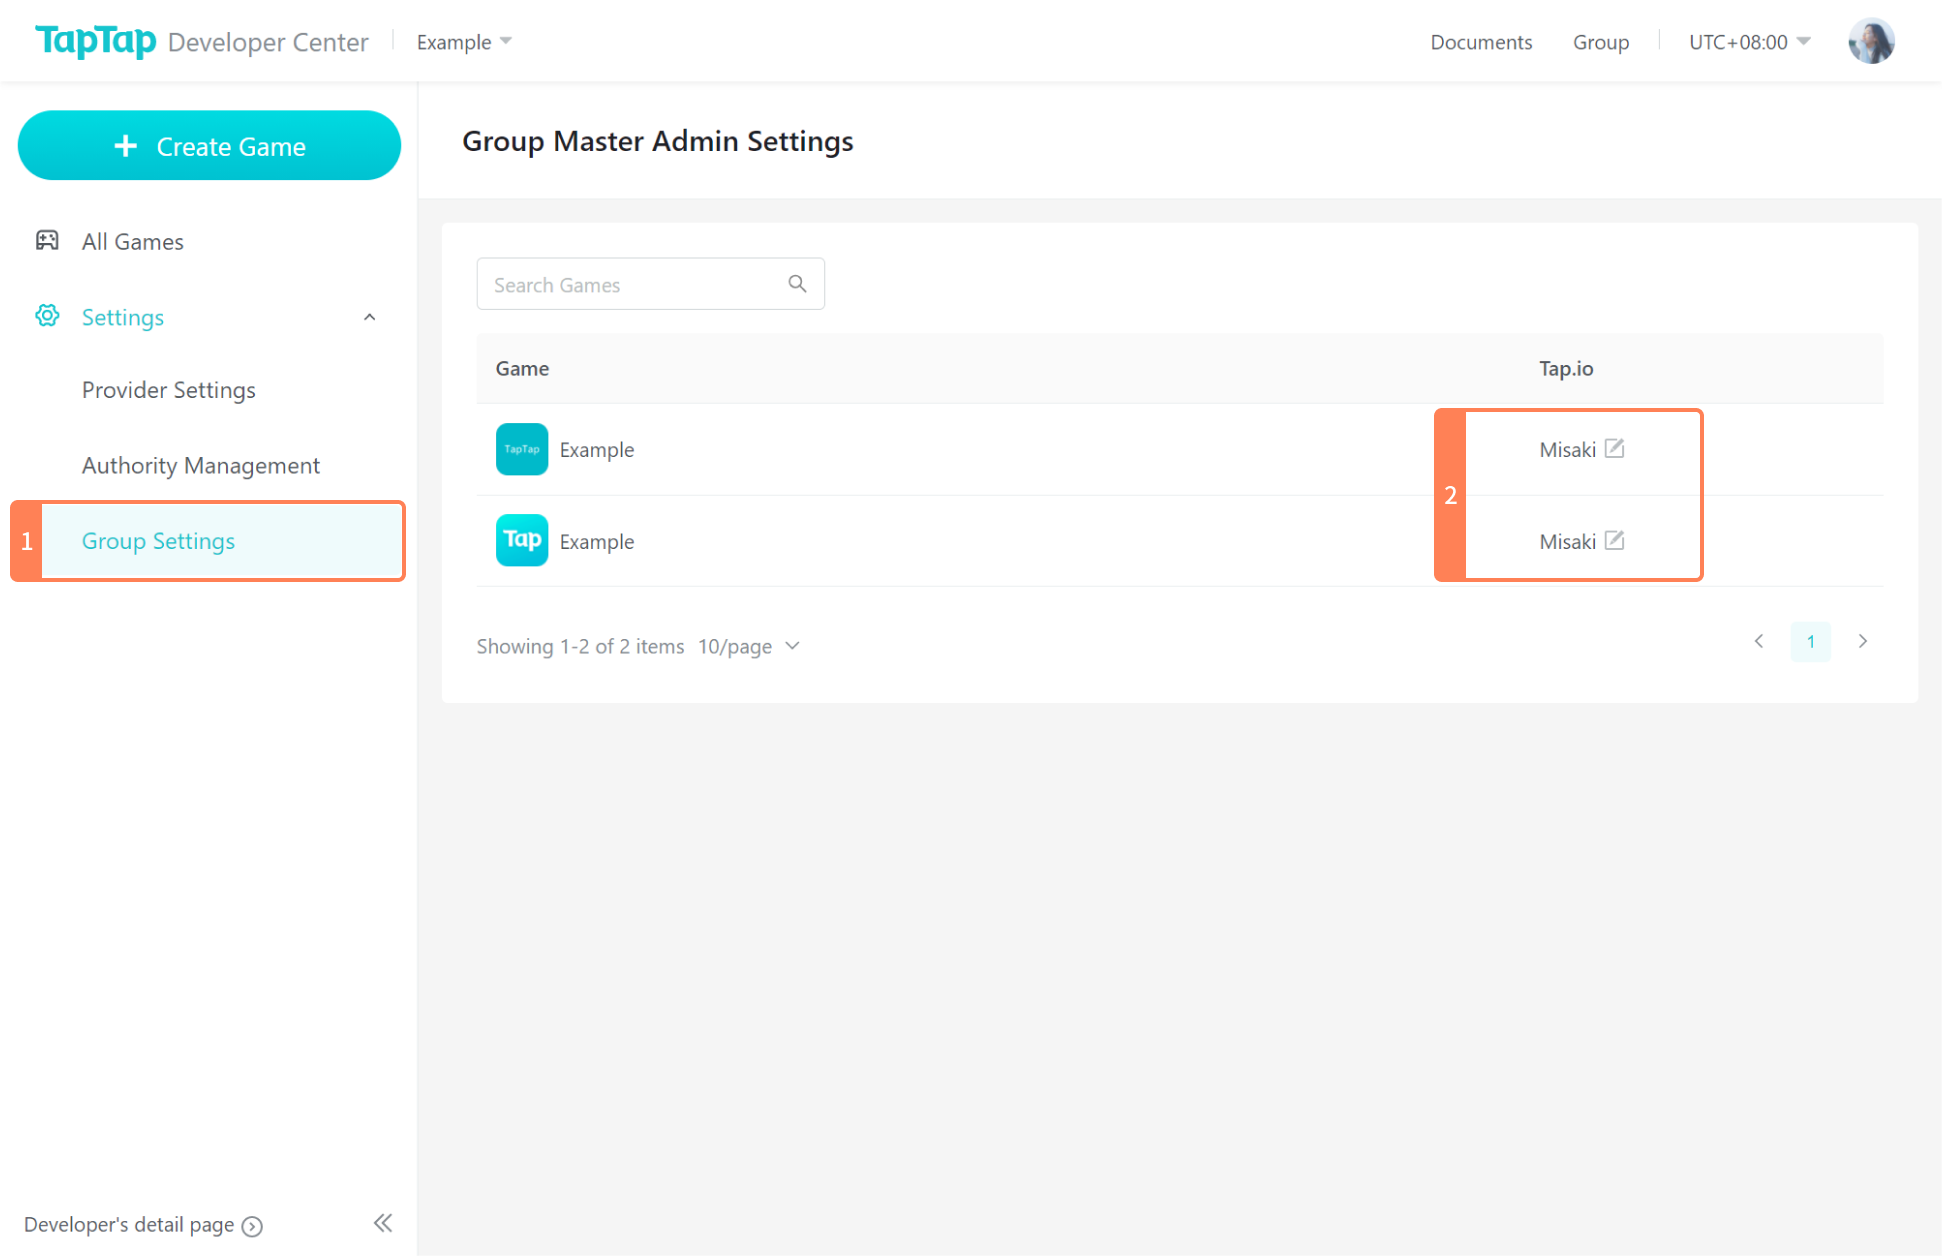 TapTap Developer Center Example Documents Group UTC+08:00
Create Game
All Games
Settings
Provider Settings
Authority Management
1 Group Settings
Developer's detail page
Group Master Admin Settings
Search Games
Game Tap.io
TapTap Example Misaki
2
Tap Example Misaki
Showing 1-2 of 2 items 10/page 1